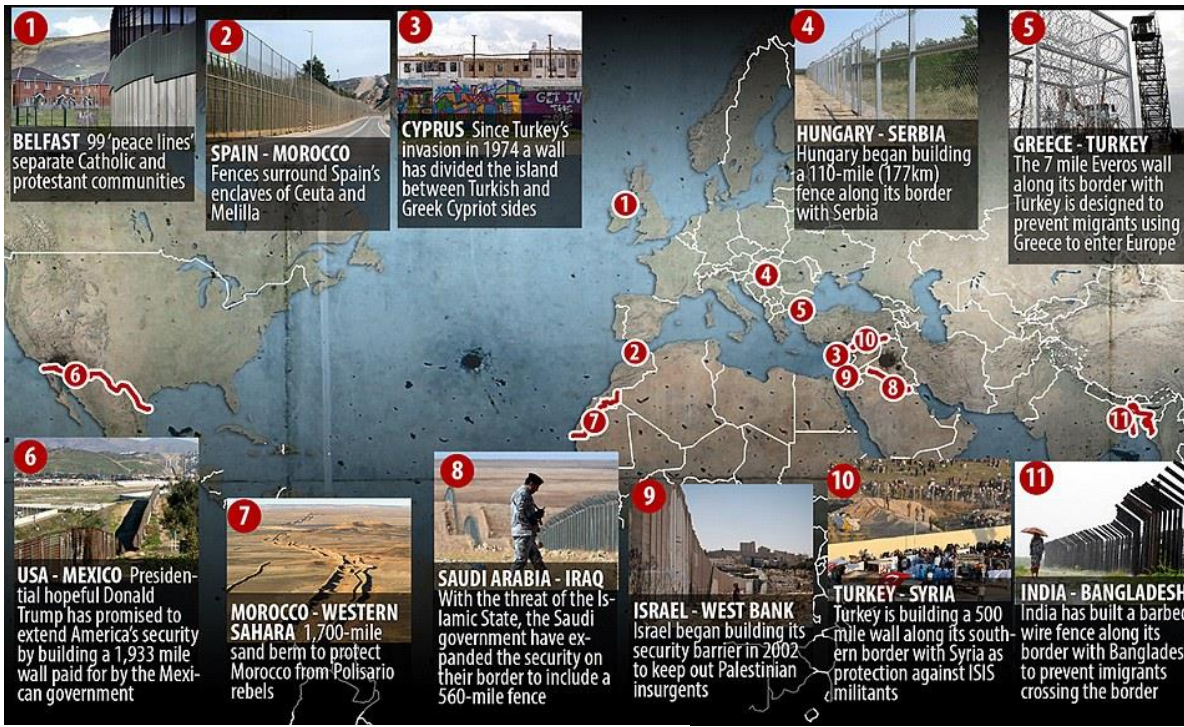 1
BELFAST 99 'peace lines'
separate Catholic and
protestant communities
2
SPAIN - MOROCCO
Fences surround Spain's
enclaves of Ceuta and
Melilla
3
GET IN
THE
CYPRUS Since Turkey's
invasion in 1974 a wall
has divided the island
between Turkish and
Greek Cypriot sides
4
HUNGARY - SERBIA
Hungary began building
a 110-mile (177km)
fence along its border
with Serbia
5
GREECE - TURKEY
The 7 mile Everos wall
along its border with
Turkey is designed to
prevent migrants using
Greece to enter Europe
1
4
5
10
2
3
6
9
8
7
11
6
USA - MEXICO Presiden-
tial hopeful Donald
Trump has promised to
extend America's security
by building a 1,933 mile
wall paid for by the Mexi-
can government
7
MOROCCO - WESTERN
SAHARA 1,700-mile
sand berm to protect
Morocco from Polisario
rebels
8
SAUDI ARABIA - IRAQ
With the threat of the Is-
lamic State, the Saudi
government have ex-
panded the security on
their border to include a
560-mile fence
9
ISRAEL - WEST BANK
Israel began building its
security barrier in 2002
to keep out Palestinian
insurgents
10
TURKEY - SYRIA
Turkey is building a 500
mile wall along its south-
ern border with Syria as
protection against ISIS
militants
11
INDIA - BANGLADESH
India has built a barbed
wire fence along its
border with Banglades
to prevent imigrants
crossing the border